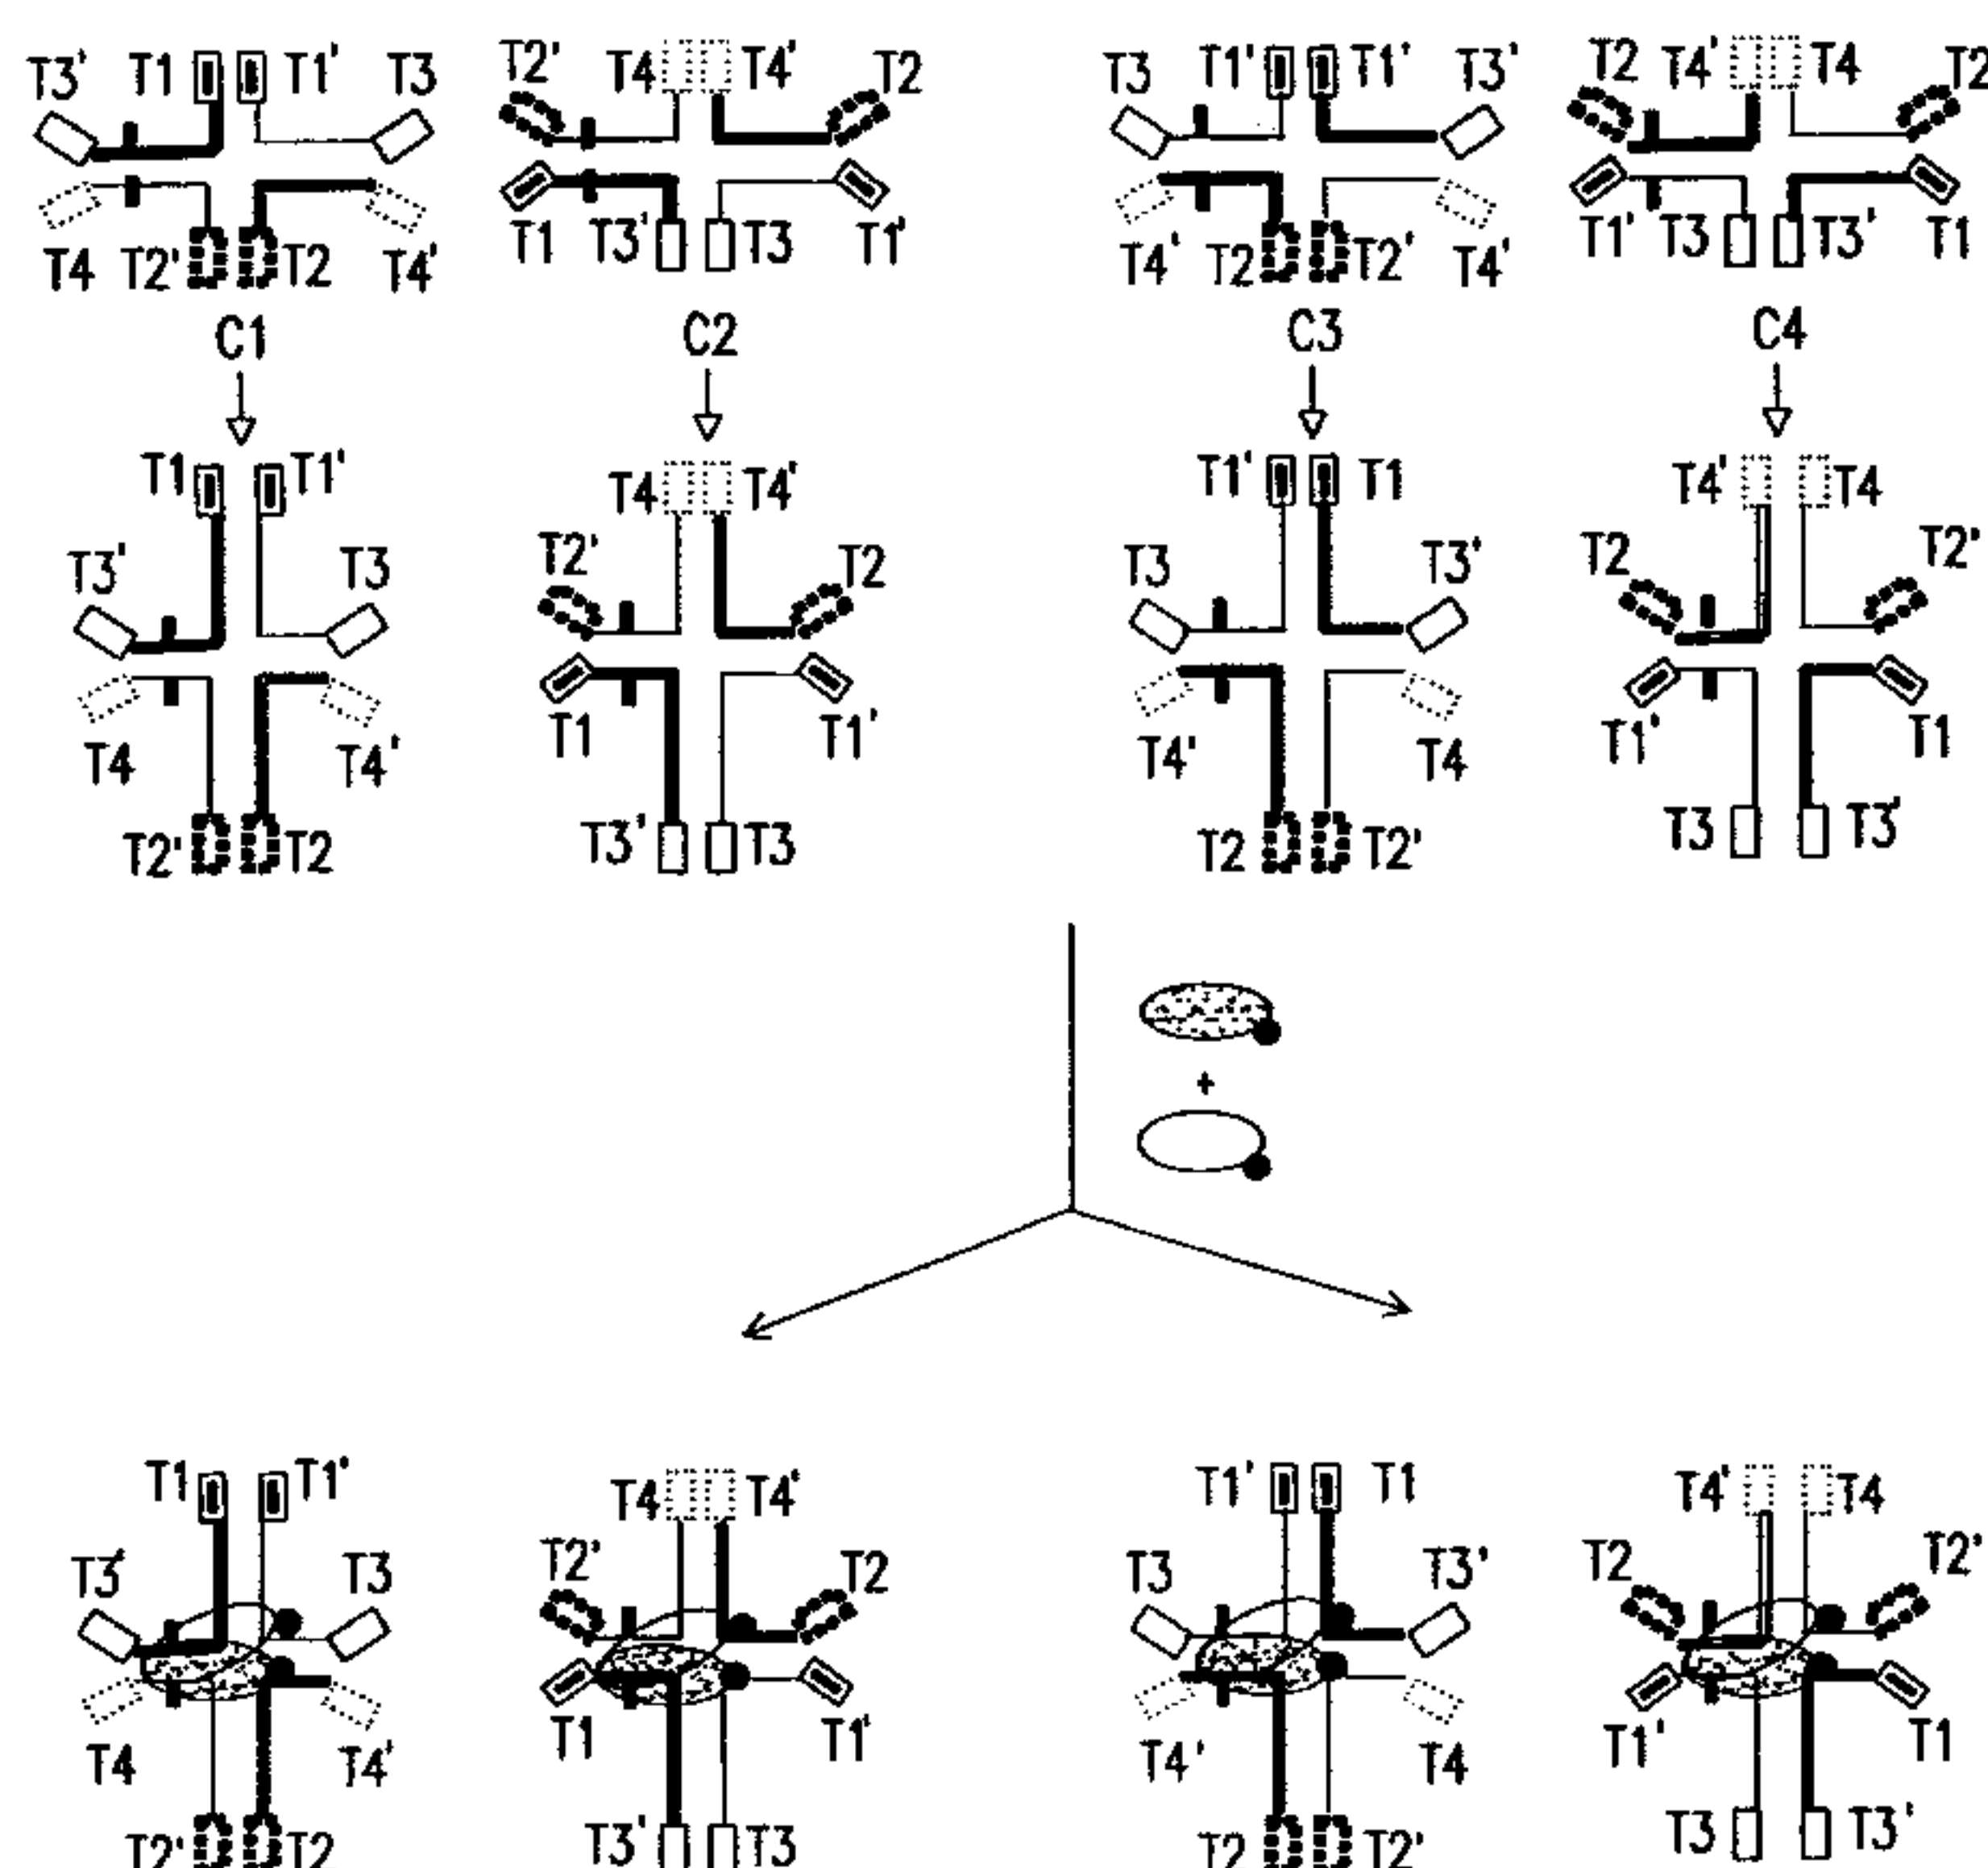 T3' T1 T1' T3 T2' T4 T4' T2 T3 T1' T1' T3' T2 T4' T4 T2
T4 T2' T2 T4' T1 T3' T3 T1' T4' T2 T2' T4' T1' T3 T3' T1
C1 C2 C3 C4
T1 T1' T4 T4' T1' T1 T4' T4
T3' T3 T2' T2 T3 T3' T2 T2'
T4 T4' T1 T1' T4' T4 T1' T1
T2' T2 T3' T3 T2 T2' T3 T3'
+
T1 T1' T4 T4' T1' T1 T4' T4
T3' T3 T2' T2 T3 T3' T2 T2'
T4 T4' T1 T1' T4' T4 T1' T1
T2' T2 T3' T3 T2 T2' T3 T3'